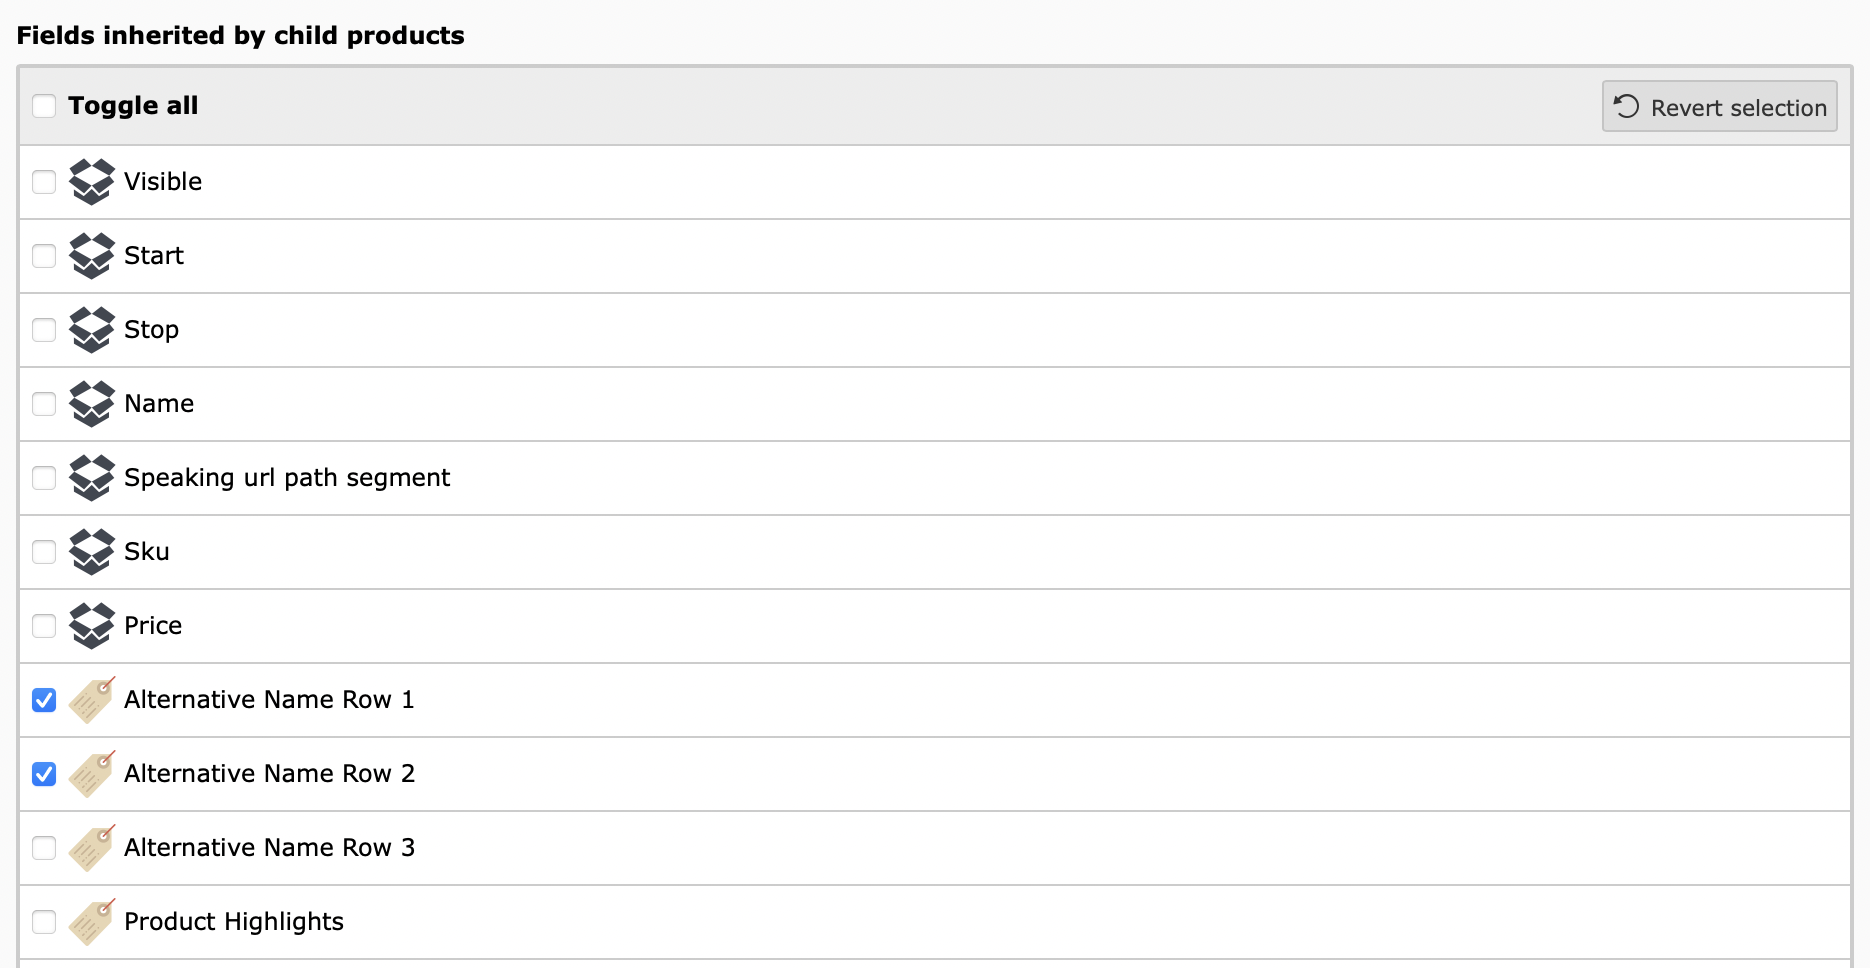 Fields inherited by child products
Toggle all
Revert selection
Visible
Start
Stop
Name
Speaking url path segment
Sku
Price
Alternative Name Row 1
Alternative Name Row 2
Alternative Name Row 3
Product Highlights